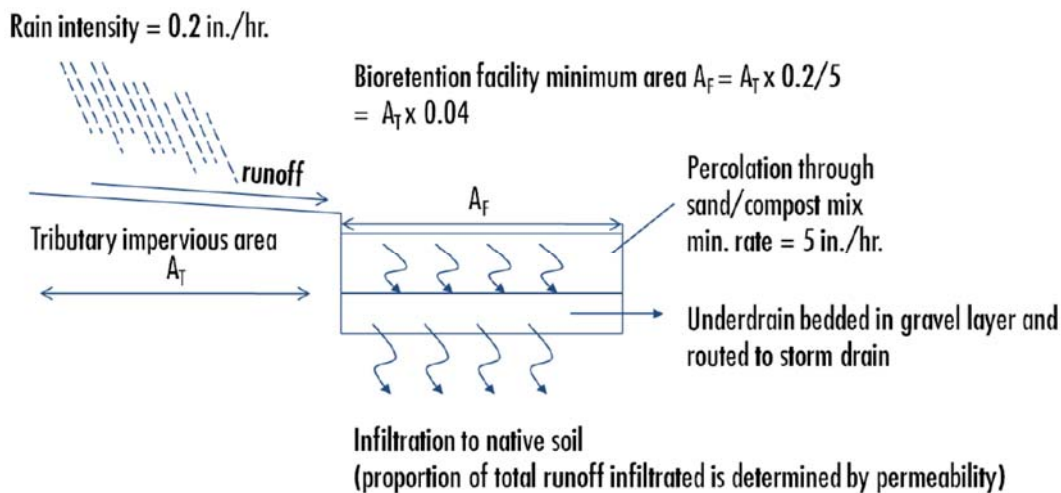 Rain intensity = 0.2 in./hr.
Bioretention facility minimum area A_F = A_T x 0.2/5
= A_T x 0.04
runoff
A_F
Percolation through
sand/compost mix
min. rate = 5 in./hr.
Tributary impervious area
A_T
Underdrain bedded in gravel layer and
routed to storm drain
Infiltration to native soil
(proportion of total runoff infiltrated is determined by permeability)